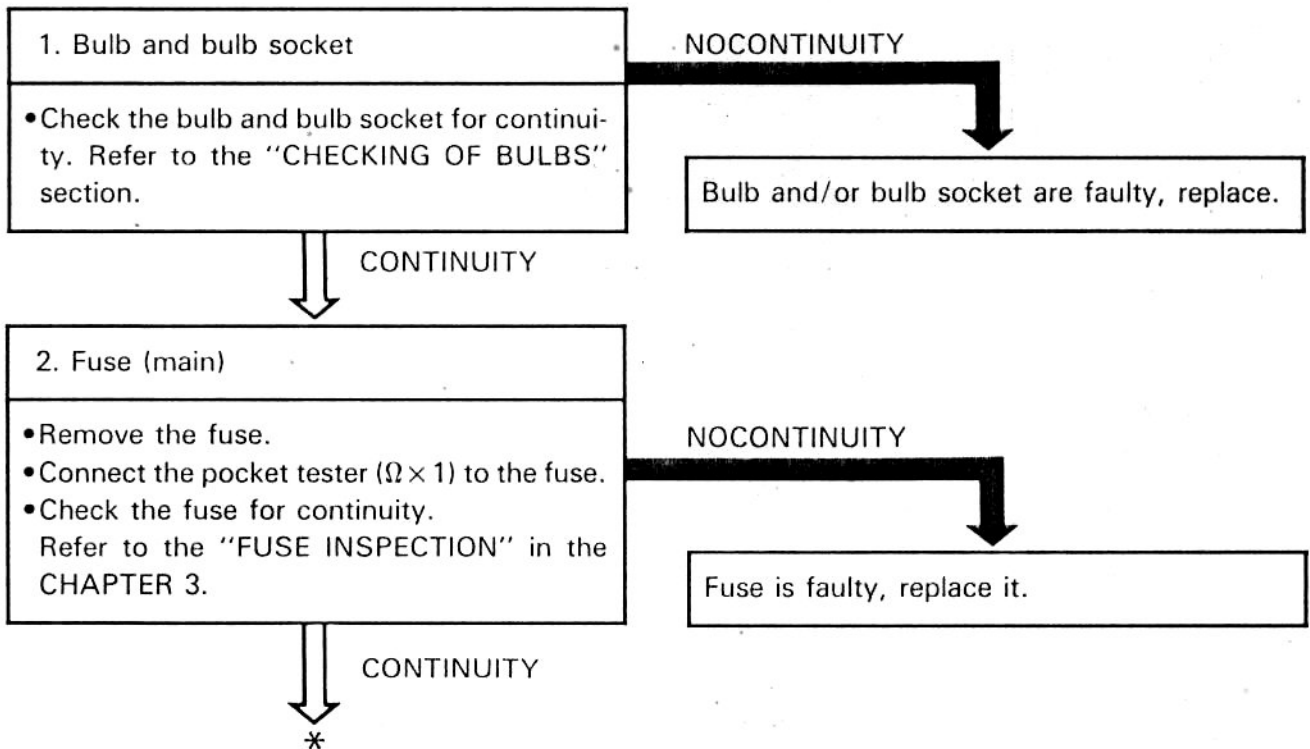 1. Bulb and bulb socket
NOCONTINUITY
•Check the bulb and bulb socket for continui-
ty. Refer to the "CHECKING OF BULBS"
section.
Bulb and/or bulb socket are faulty, replace.
CONTINUITY
2. Fuse (main)
•Remove the fuse.
•Connect the pocket tester (Ω × 1) to the fuse.
•Check the fuse for continuity.
Refer to the "FUSE INSPECTION" in the
CHAPTER 3.
NOCONTINUITY
Fuse is faulty, replace it.
CONTINUITY
*